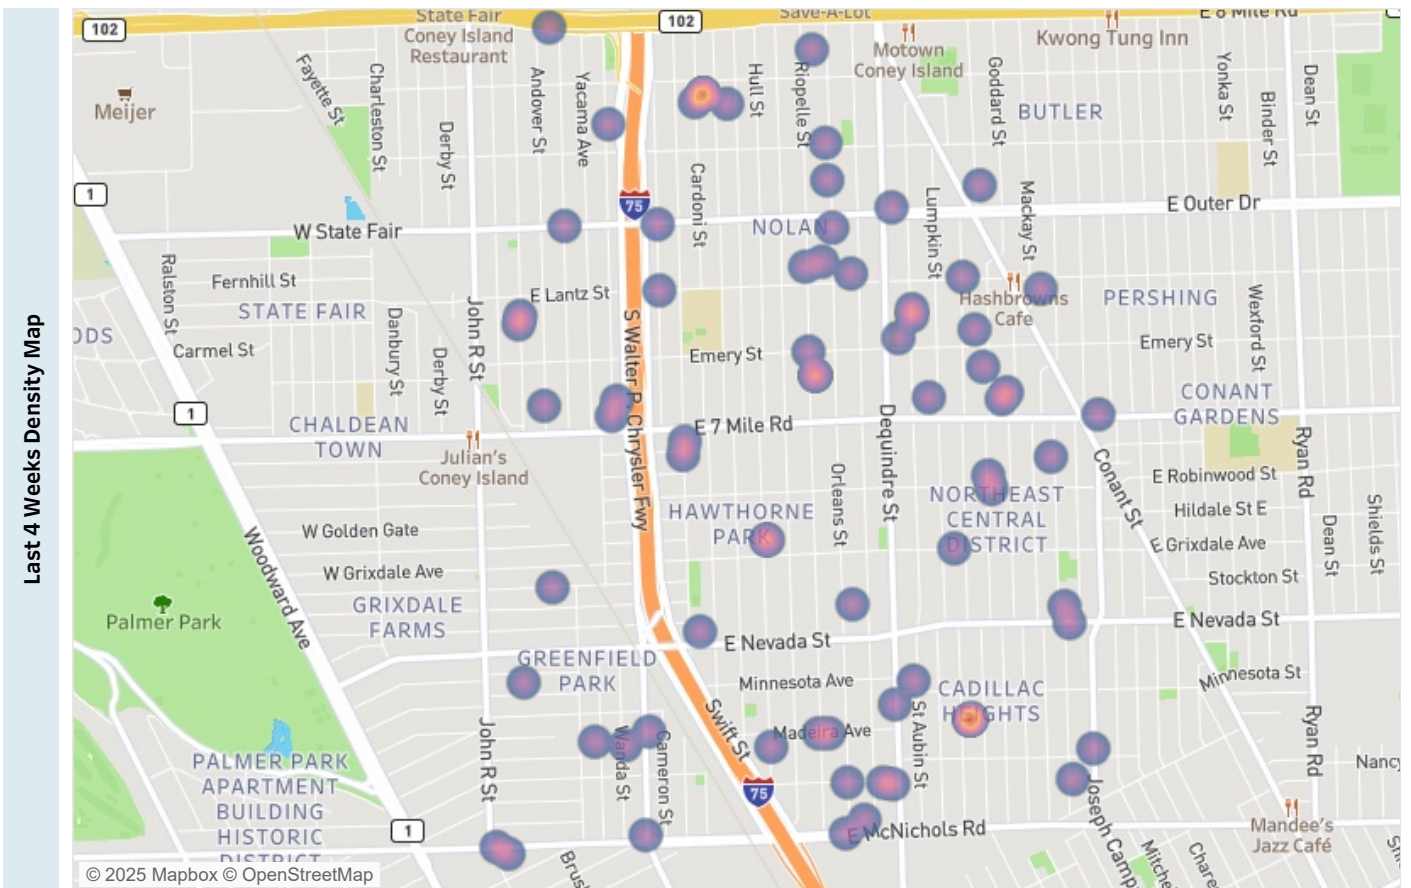 Last 4 Weeks Density Map
102
State Fair
Coney Island
Restaurant
102
Save-A-Lot
Motown
Coney Island
Kwong Tung Inn
E 8 Mile Rd
Meijer
Fayette St
Charleston St
Derby St
Andover St
Yacama Ave
Hull St
Riopelle St
Goddard St
BUTLER
Yonka St
Binder St
Dean St
1
75
Cardoni St
Lumpkin St
Mackay St
E Outer Dr
W State Fair
NOLAN
Ralston St
Fernhill St
STATE FAIR
E Lantz St
John R St
Hashbrowns
Cafe
PERSHING
Wexford St
ODS
Carmel St
Danbury St
Derby St
S Walter P. Chrysler Fwy
Emery St
Emery St
1
CHALDEAN
TOWN
E 7 Mile Rd
Dequindre St
CONANT
GARDENS
Julian's
Coney Island
Orleans St
Conant St
E Robinwood St
Ryan Rd
HAWTHORNE
PARK
NORTHEAST
CENTRAL
DISTRICT
Hildale St E
Shields St
Woodward Ave
W Golden Gate
E Grixdale Ave
Dean St
W Grixdale Ave
Stockton St
Palmer Park
GRIXDALE
FARMS
E Nevada St
E Nevada St
GREENFIELD
PARK
Minnesota Ave
Minnesota St
CADILLAC
HEIGHTS
John R St
Wanda St
Cameron St
Swift St
Madeira Ave
St Aubin St
Ryan Rd
PALMER PARK
APARTMENT
BUILDING
HISTORIC
DISTRICT
Nancy
75
Joseph Camp
1
E McNichols Rd
Mandee's
Jazz Café
Brus
Mitche
Chare
© 2025 Mapbox © OpenStreetMap